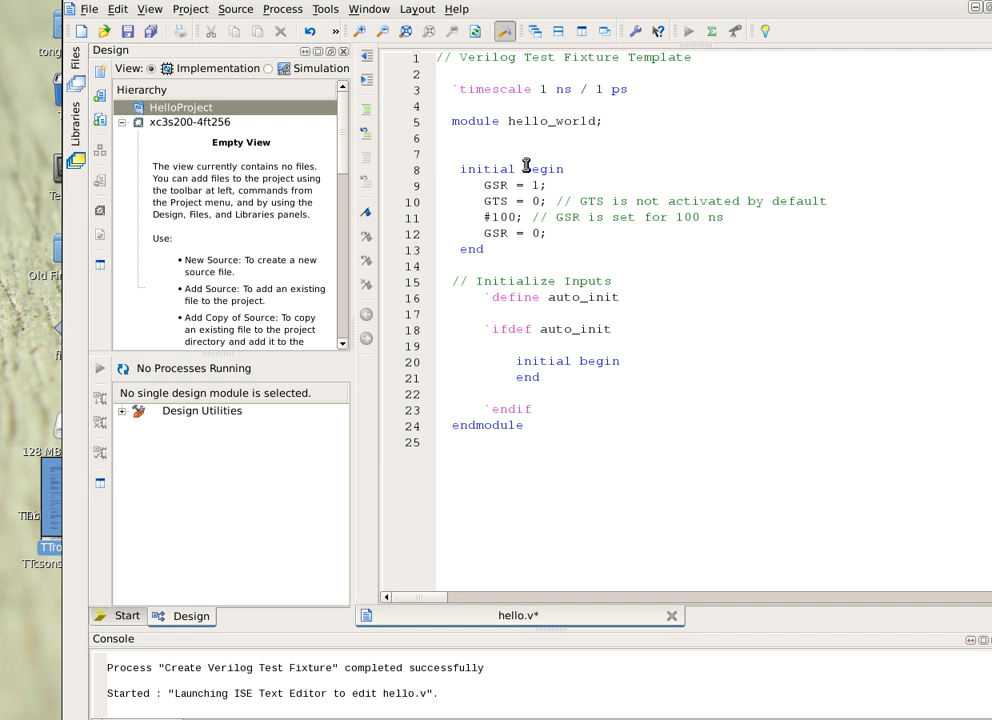 File Edit View Project Source Process Tools Window Layout Help
»
Design
View: Implementation Simulation
Hierarchy
HelloProject
xc3s200-4ft256
Empty View
The view currently contains no files.
You can add files to the project
using the toolbar at left, commands
from the Project menu, and by using
the Design, Files, and Libraries panels.
Use:
• New Source: To create a new
source file.
• Add Source: To add an existing
file to the project.
• Add Copy of Source: To copy
an existing file to the project
directory and add it to the
No Processes Running
No single design module is selected.
Design Utilities
Start
Design
Files
Libraries
1 // Verilog Test Fixture Template
2
3 `timescale 1 ns / 1 ps
4
5 module hello_world;
6
7
8 initial begin
9 GSR = 1;
10 GTS = 0; // GTS is not activated by default
11 #100; // GSR is set for 100 ns
12 GSR = 0;
13 end
14
15 // Initialize Inputs
16 `define auto_init
17
18 `ifdef auto_init
19
20 initial begin
21 end
22
23 `endif
24 endmodule
25
hello.v*
Console
Process "Create Verilog Test Fixture" completed successfully
Started : "Launching ISE Text Editor to edit hello.v".
tong
Old Fi
128 MB
TTcsons